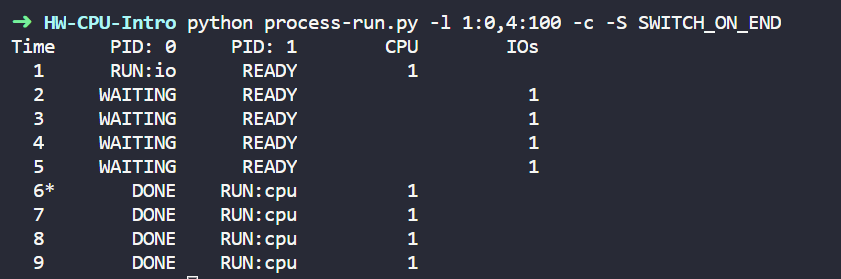 ➜ HW-CPU-Intro python process-run.py -l 1:0,4:100 -c -S SWITCH_ON_END
Time PID: 0 PID: 1 CPU IOs
1 RUN:io READY 1
2 WAITING READY 1
3 WAITING READY 1
4 WAITING READY 1
5 WAITING READY 1
6* DONE RUN:cpu 1
7 DONE RUN:cpu 1
8 DONE RUN:cpu 1
9 DONE RUN:cpu 1